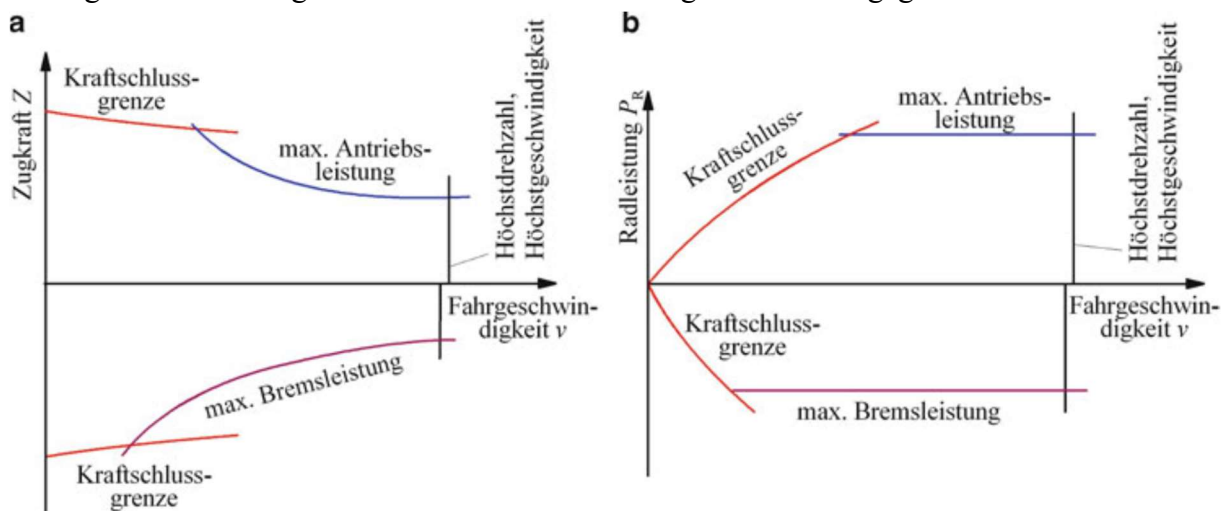 a
Zugkraft Z
Kraftschluss-
grenze
max. Antriebs-
leistung
Höchstdrehzahl,
Höchstgeschwindigkeit
Fahrgeschwin-
digkeit v
max. Bremsleistung
Kraftschluss-
grenze
b
Radleistung PR
Kraftschluss-
grenze
max. Antriebs-
leistung
Höchstdrehzahl,
Höchstgeschwindigkeit
Fahrgeschwin-
digkeit v
Kraftschluss-
grenze
max. Bremsleistung